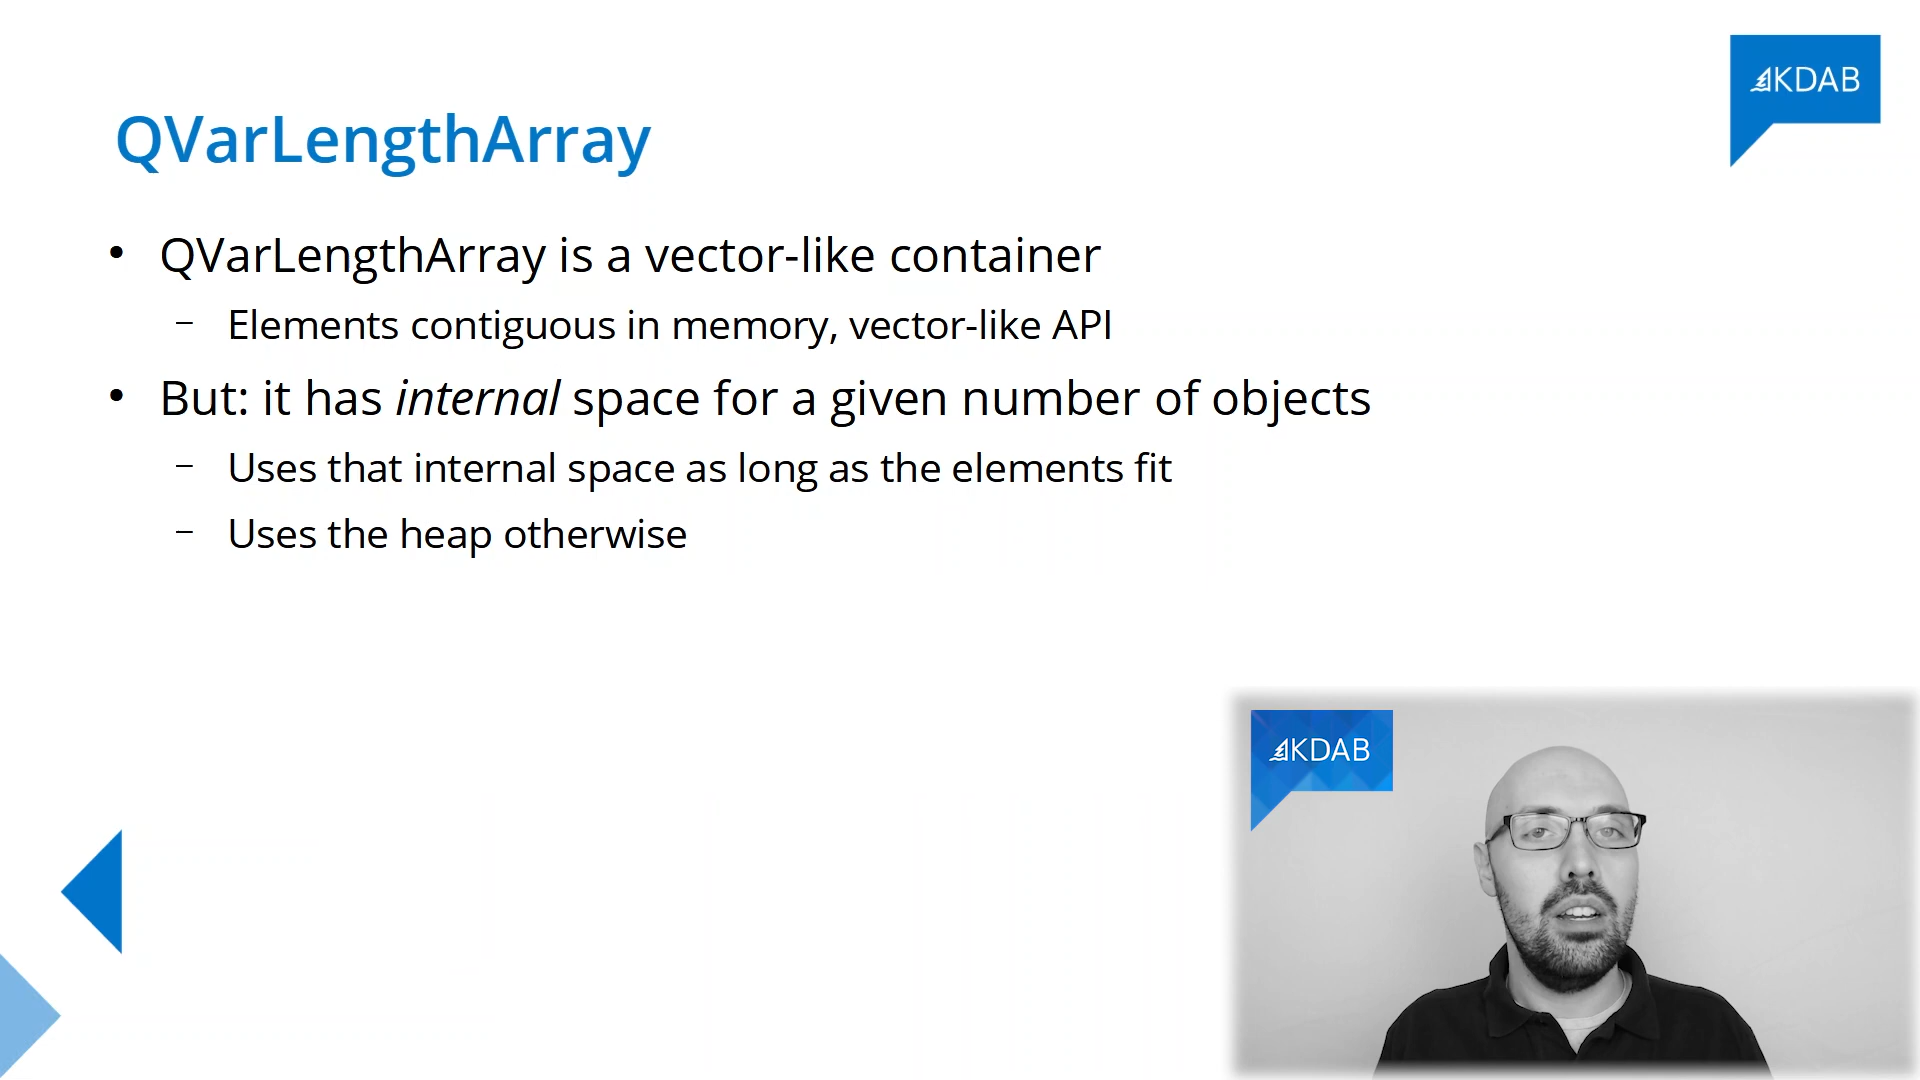 KDAB
QVarLengthArray
• QVarLengthArray is a vector-like container
– Elements contiguous in memory, vector-like API
• But: it has internal space for a given number of objects
– Uses that internal space as long as the elements fit
– Uses the heap otherwise
KDAB